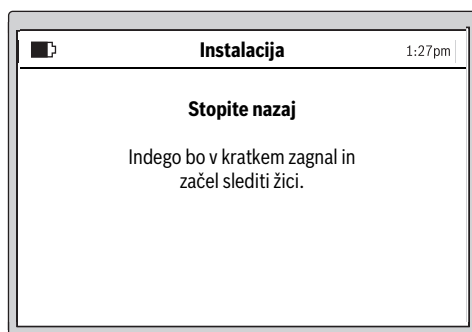 Instalacija 1:27pm
Stopite nazaj
Indego bo v kratkem zagnal in
začel slediti žici.